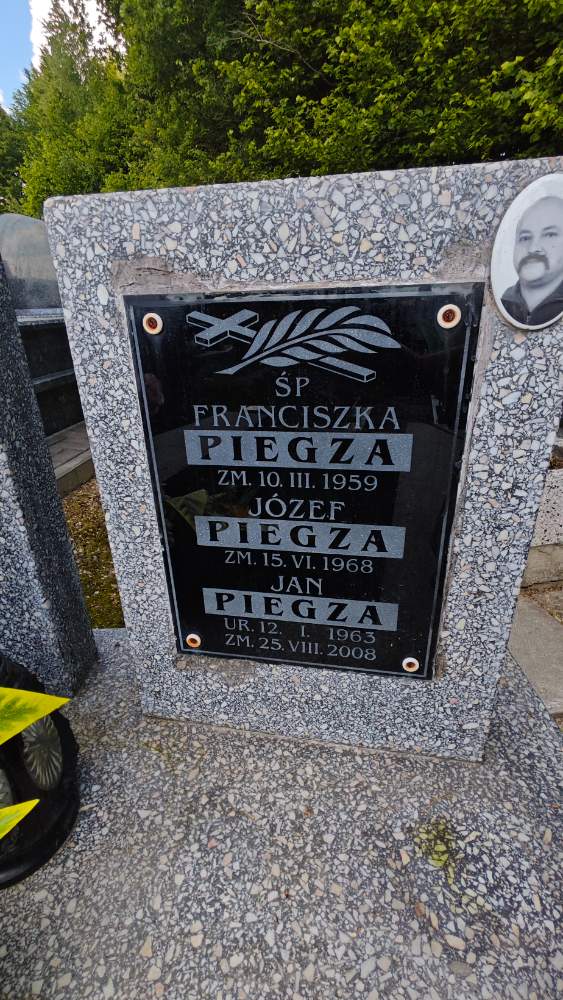 ŚP
FRANCISZKA
PIEGZA
ZM. 10. III. 1959
JÓZEF
PIEGZA
ZM. 15. VI. 1968
JAN
PIEGZA
UR. 12. I. 1963
ZM. 25. VIII. 2008